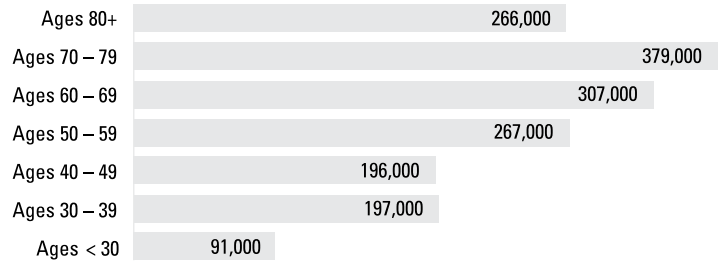 Ages 80+ 266,000
Ages 70 – 79 379,000
Ages 60 – 69 307,000
Ages 50 – 59 267,000
Ages 40 – 49 196,000
Ages 30 – 39 197,000
Ages < 30 91,000